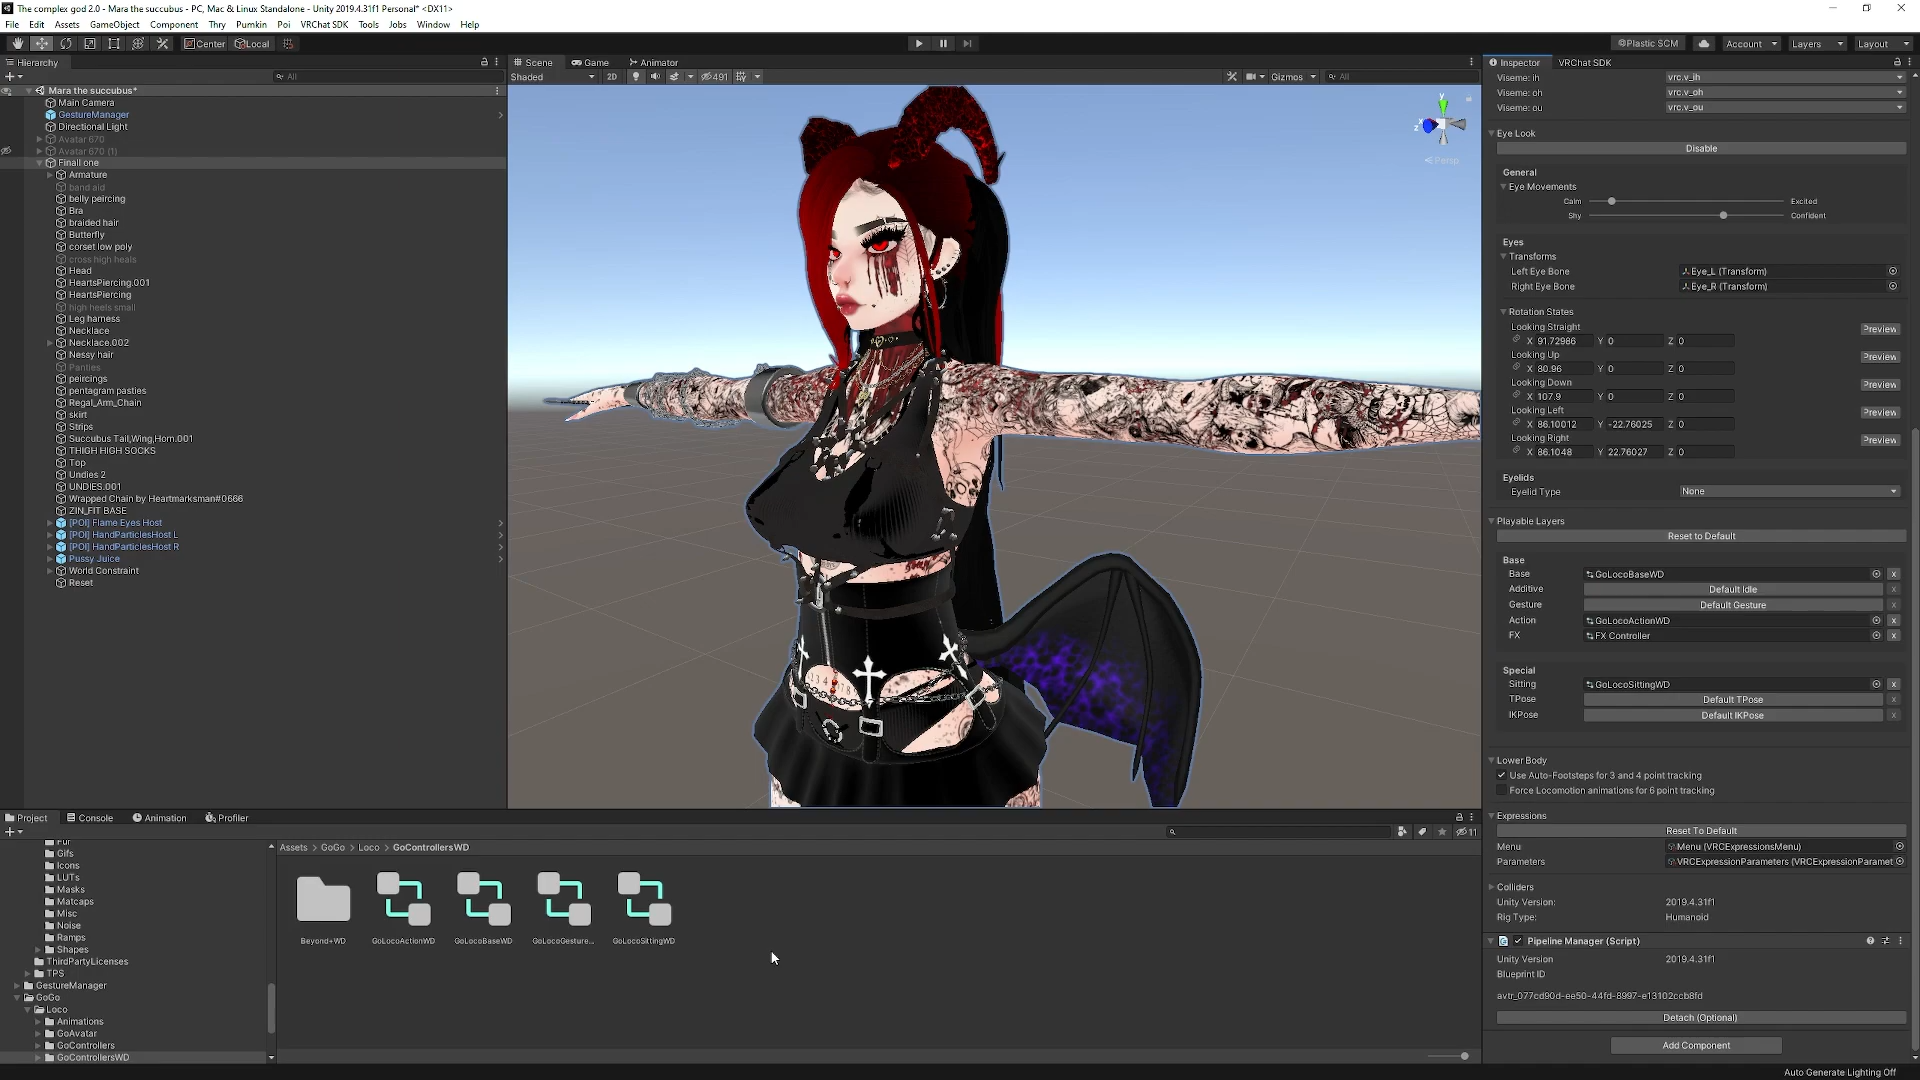 The complex god 2.0 - Mara the succubus - PC, Mac & Linux Standalone - Unity 2019.4.31f1 Personal* <DX11>
File Edit Assets GameObject Component Thry Pumkin Poi VRChat SDK Tools Jobs Window Help
Center Local Plastic SCM Account Layers Layout
Hierarchy
All
Mara the succubus*
Main Camera
GestureManager
Directional Light
Avatar 670
Avatar 670 (1)
Finall one
Armature
band aid
belly peircing
Bra
braided hair
Butterfly
corset low poly
cross high heals
Head
HeartsPiercing.001
HeartsPiercing
high heels small
Leg harness
Necklace
Necklace.002
Nessy hair
Panties
peircings
pentagram pasties
Regal_Arm_Chain
skirt
Strips
Succubus Tail,Wing,Horn.001
THIGH HIGH SOCKS
Top
Undies 2
UNDIES.001
Wrapped Chain by Heartmarksman#0666
ZIN_FIT BASE
[POI] Flame Eyes Host
[POI] HandParticlesHost L
[POI] HandParticlesHost R
Pussy Juice
World Constraint
Reset
Scene Game Animator
Shaded 2D 491 Gizmos All
y
x
z
Persp
Inspector VRChat SDK
Viseme: ih vrc.v_ih
Viseme: oh vrc.v_oh
Viseme: ou vrc.v_ou
Eye Look
Disable
General
Eye Movements
Calm Excited
Shy Confident
Eyes
Transforms
Left Eye Bone Eye_L (Transform)
Right Eye Bone Eye_R (Transform)
Rotation States
Looking Straight Preview
X 91.72986 Y 0 Z 0
Looking Up Preview
X 80.96 Y 0 Z 0
Looking Down Preview
X 107.9 Y 0 Z 0
Looking Left Preview
X 86.10012 Y -22.76025 Z 0
Looking Right Preview
X 86.1048 Y 22.76027 Z 0
Eyelids
Eyelid Type None
Playable Layers
Reset to Default
Base
Base GoLocoBaseWD x
Additive Default Idle x
Gesture Default Gesture x
Action GoLocoActionWD x
FX FX Controller x
Special
Sitting GoLocoSittingWD x
TPose Default TPose x
IKPose Default IKPose x
Lower Body
Use Auto-Footsteps for 3 and 4 point tracking
Force Locomotion animations for 6 point tracking
Expressions
Reset To Default
Menu Menu (VRCExpressionsMenu)
Parameters VRCExpressionParameters (VRCExpressionParamet
Colliders
Unity Version: 2019.4.31f1
Rig Type: Humanoid
Pipeline Manager (Script)
Unity Version 2019.4.31f1
Blueprint ID
avtr_077cd90d-ee50-44fd-8997-e13102ccb8fd
Detach (Optional)
Add Component
Project Console Animation Profiler
11
Fur
Gifs
Icons
LUTs
Masks
Matcaps
Misc
Noise
Ramps
Shapes
ThirdPartyLicenses
TPS
GestureManager
GoGo
Loco
Animations
GoAvatar
GoControllers
GoControllersWD
Assets > GoGo > Loco > GoControllersWD
Beyond+WD GoLocoActionWD GoLocoBaseWD GoLocoGesture... GoLocoSittingWD
Auto Generate Lighting Off